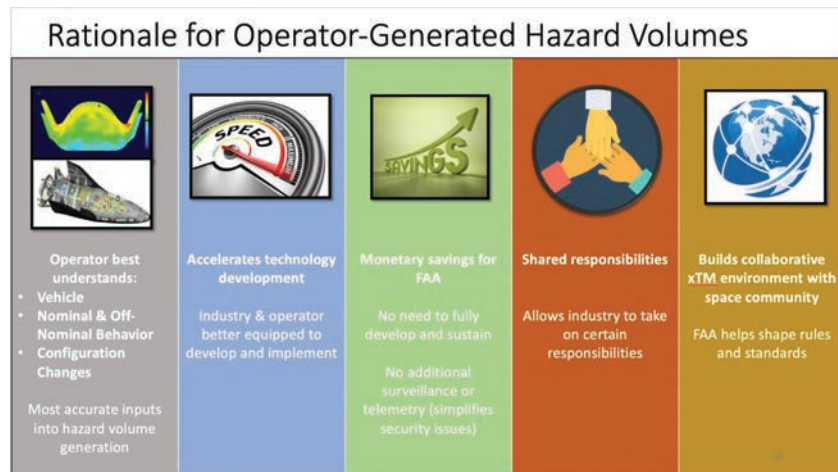 Rationale for Operator-Generated Hazard Volumes
Operator best
understands:
• Vehicle
• Nominal & Off-
Nominal Behavior
• Configuration
Changes
Most accurate inputs
into hazard volume
generation
SPEED
MAXIMUM
Accelerates technology
development
Industry & operator
better equipped to
develop and implement
SAVINGS
Monetary savings for
FAA
No need to fully
develop and sustain
No additional
surveillance or
telemetry (simplifies
security issues)
Shared responsibilities
Allows industry to take
on certain
responsibilities
Builds collaborative
xTM environment with
space community
FAA helps shape rules
and standards